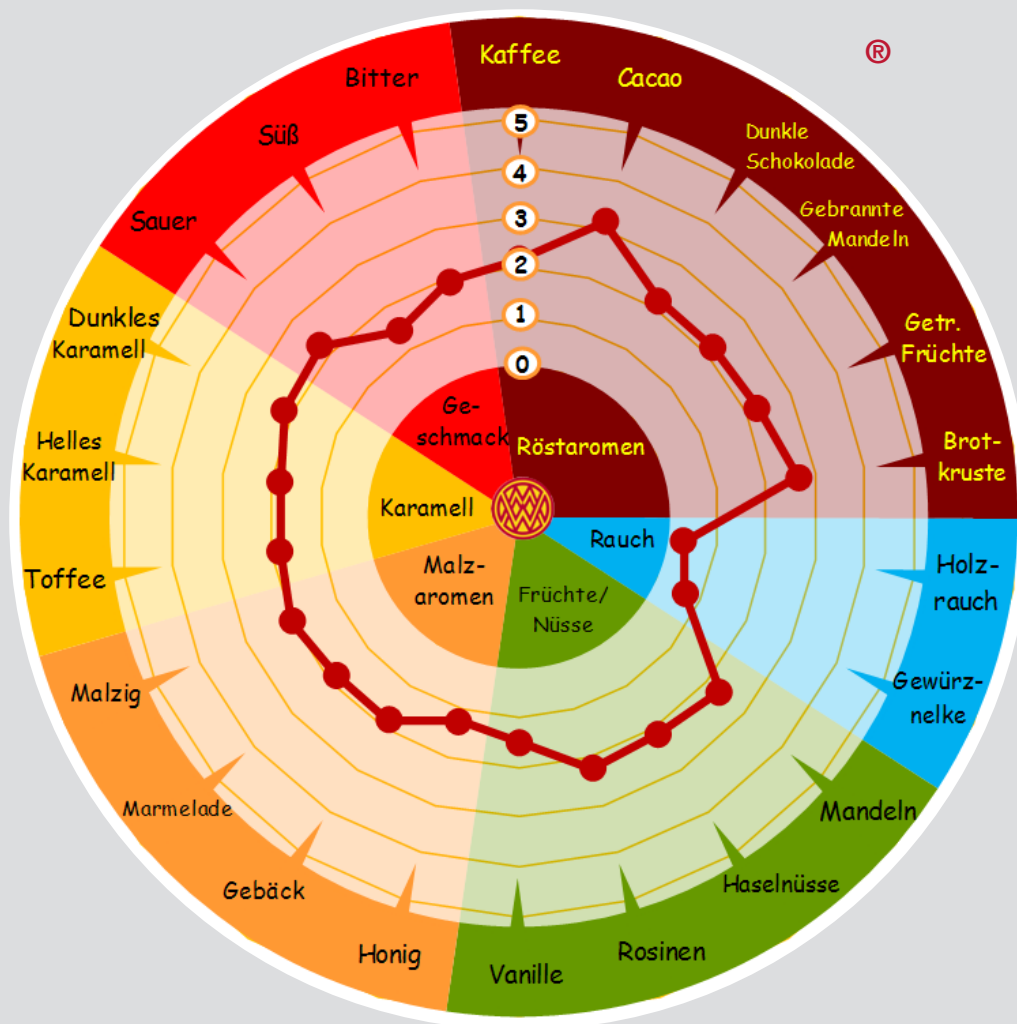 ®
Kaffee
Cacao
Dunkle
Schokolade
Gebrannte
Mandeln
Getr.
Früchte
Brot-
kruste
Holz-
rauch
Gewürz-
nelke
Mandeln
Haselnüsse
Rosinen
Vanille
Honig
Gebäck
Marmelade
Malzig
Toffee
Helles
Karamell
Dunkles
Karamell
Sauer
Süß
Bitter
5
4
3
2
1
0
Ge-
schmack
Röstaromen
Karamell
Rauch
Malz-
aromen
Früchte/
Nüsse